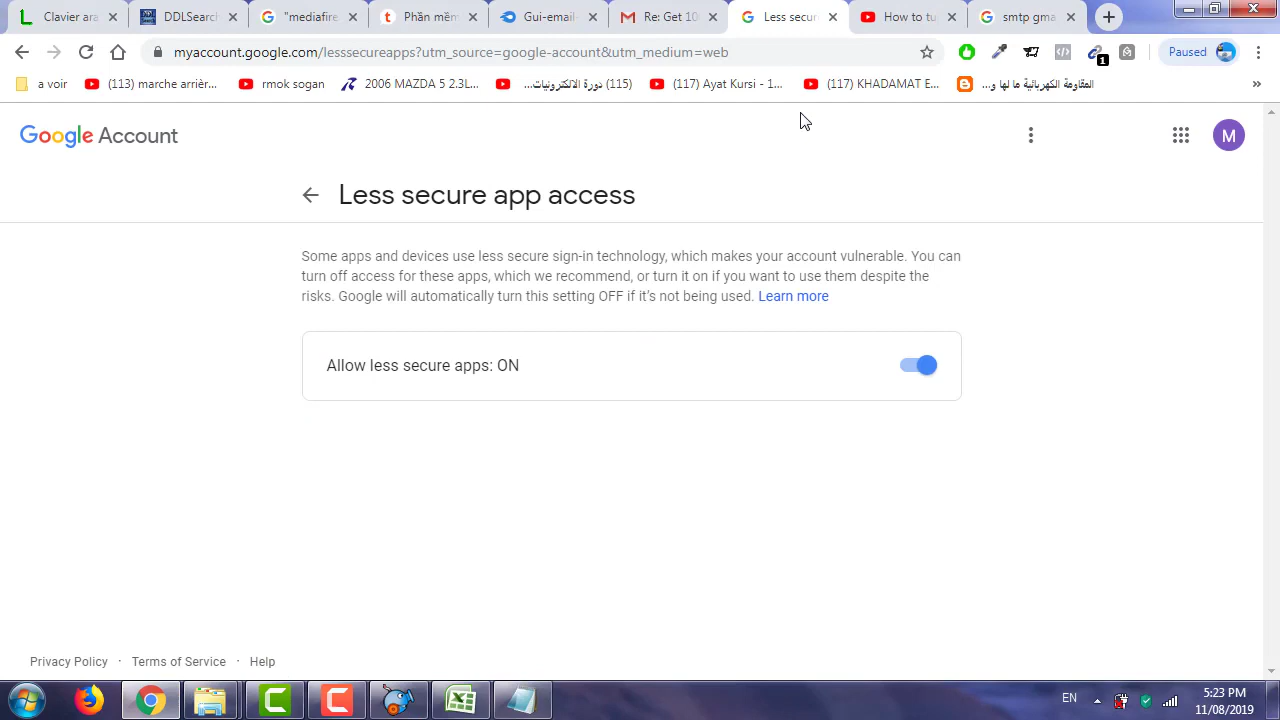 Clavier ara
DDLSearc
"mediafire
Phần mềm
Gui-email
Re: Get 10
Less secur
How to tu
smtp gma
myaccount.google.com/lesssecureapps?utm_source=google-account&utm_medium=web
1
Paused
a voir
(113) marche arrièr...
rmok sogan
2006 MAZDA 5 2.3L...
(115) دورة الالكترونيات...
(117) Ayat Kursi - 1...
(117) KHADAMAT E...
المقاومة الكهربائية ما لها و...
»
Google Account
M
Less secure app access
Some apps and devices use less secure sign-in technology, which makes your account vulnerable. You can
turn off access for these apps, which we recommend, or turn it on if you want to use them despite the
risks. Google will automatically turn this setting OFF if it's not being used. Learn more
Allow less secure apps: ON
Privacy Policy · Terms of Service · Help
EN
5:23 PM
11/08/2019